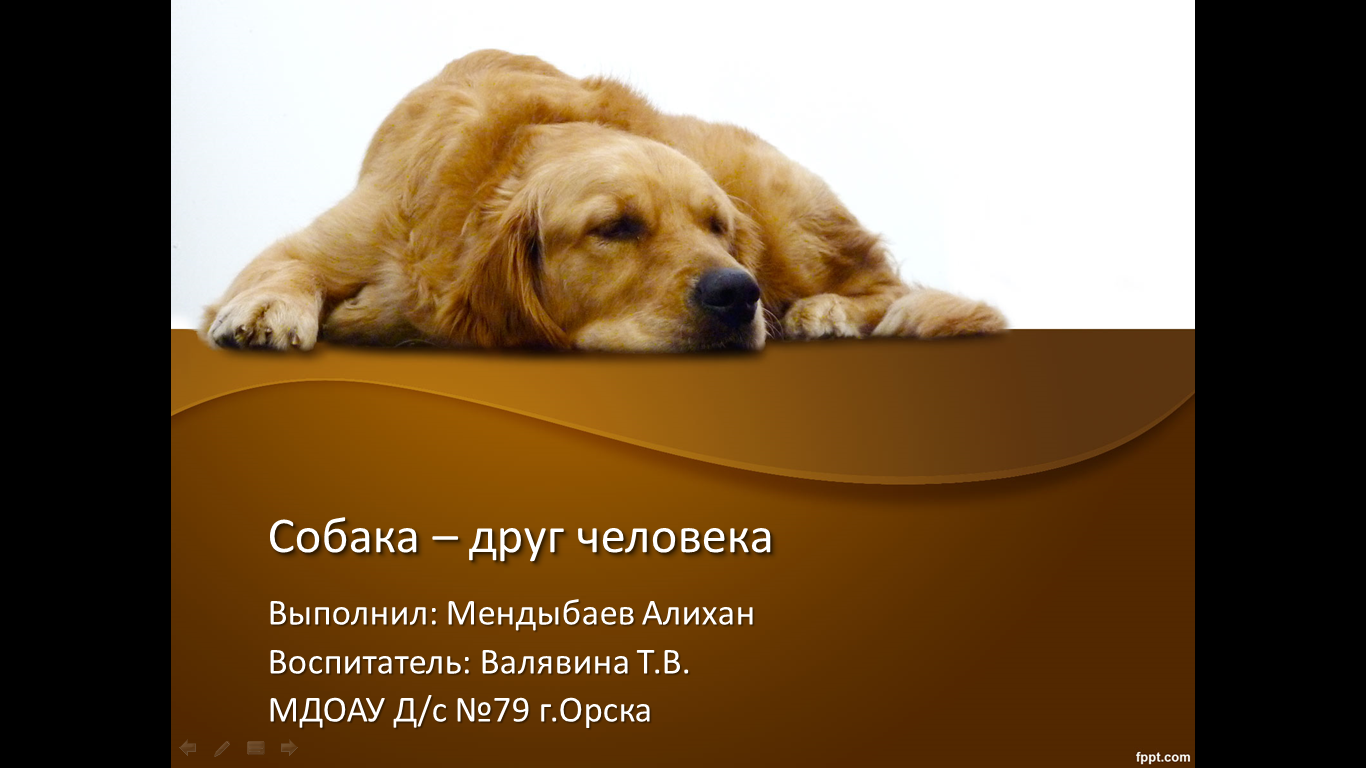 Собака – друг человека
Выполнил: Мендыбаев Алихан
Воспитатель: Валявина Т.В.
МДОАУ Д/с №79 г.Орска
fppt.com